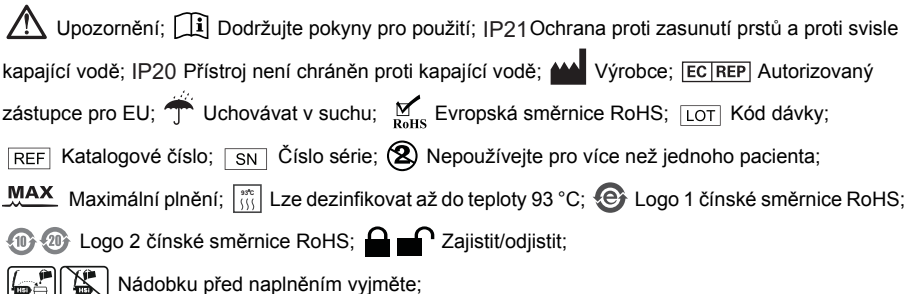 Upozornění; Dodržujte pokyny pro použití; IP21 Ochrana proti zasunutí prstů a proti svisle
kapající vodě; IP20 Přístroj není chráněn proti kapající vodě; Výrobce; EC REP Autorizovaný
zástupce pro EU; Uchovávat v suchu; RoHS Evropská směrnice RoHS; LOT Kód dávky;
REF Katalogové číslo; SN Číslo série; 2 Nepoužívejte pro více než jednoho pacienta;
MAX Maximální plnění; 93°C Lze dezinfikovat až do teploty 93 °C; e Logo 1 čínské směrnice RoHS;
10 20 Logo 2 čínské směrnice RoHS; Zajistit/odjistit;
HSi HSi Nádobku před naplněním vyjměte;